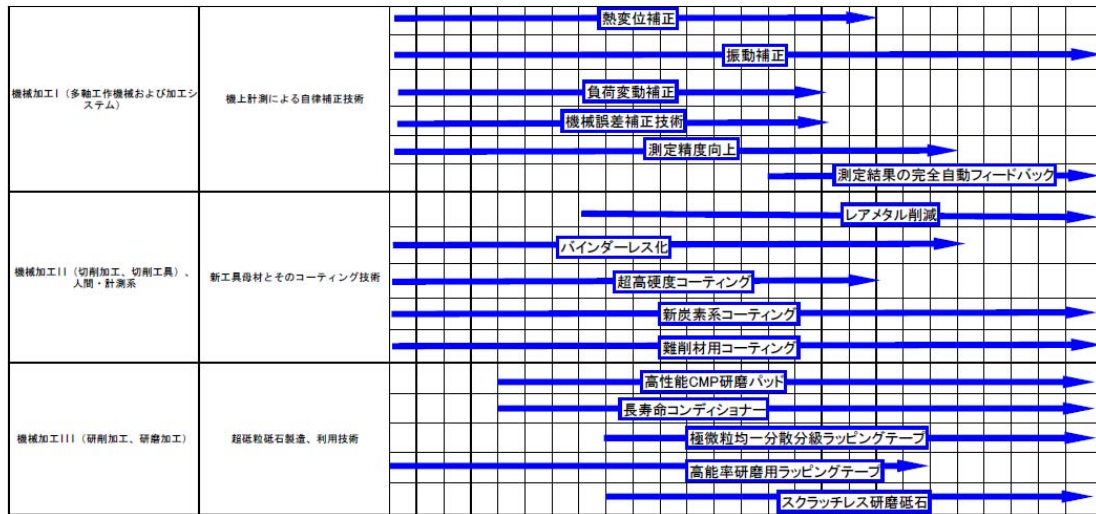 熱変位補正
振動補正
機械加工I（多軸工作機械および加工シ
ステム）
機上計測による自律補正技術
負荷変動補正
機械誤差補正技術
測定精度向上
測定結果の完全自動フィードバック
レアメタル削減
バインダーレス化
機械加工II（切削加工、切削工具）、
人間・計測系
新工具母材とそのコーティング技術
超高硬度コーティング
新炭素系コーティング
難削材用コーティング
高性能CMP研磨パッド
長寿命コンディショナー
機械加工III（研削加工、研磨加工）
超砥粒砥石製造、利用技術
極微粒均一分散分級ラッピングテープ
高能率研磨用ラッピングテープ
スクラッチレス研磨砥石